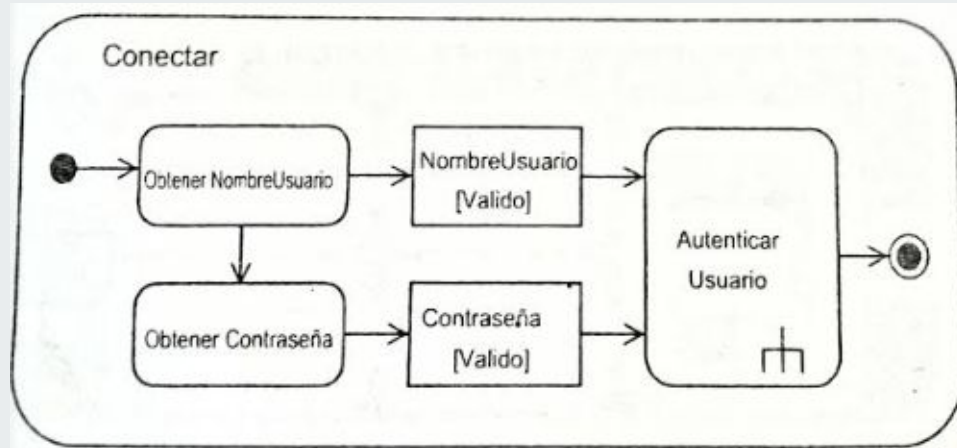 Conectar
Obtener NombreUsuario
NombreUsuario
[Valido]
Autenticar
Usuario
Obtener Contraseña
Contraseña
[Valido]